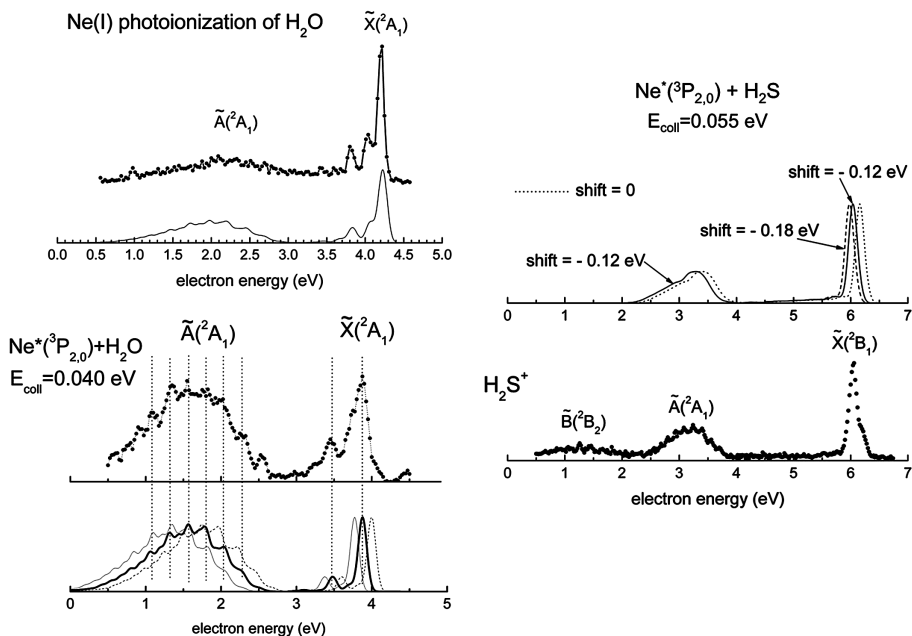 Ne(I) photoionization of H₂O
X̃(²A₁)
Ã(²A₁)
0.0 0.5 1.0 1.5 2.0 2.5 3.0 3.5 4.0 4.5 5.0
electron energy (eV)
Ne*(³P₂,₀)+H₂O
E_coll=0.040 eV
Ã(²A₁)
X̃(²A₁)
0 1 2 3 4 5
electron energy (eV)
Ne*(³P₂,₀) + H₂S
E_coll=0.055 eV
shift = 0
shift = - 0.12 eV
shift = - 0.18 eV
shift = - 0.12 eV
0 1 2 3 4 5 6 7
H₂S⁺
X̃(²B₁)
Ã(²A₁)
B̃(²B₂)
0 1 2 3 4 5 6 7
electron energy (eV)